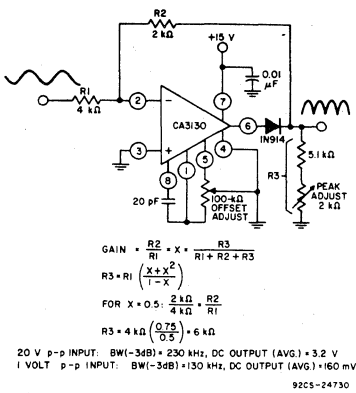 R2
2 kΩ
+15 V
0.01
μF
R1
4 kΩ
2
−
7
CA3130
6
IN914
3
+
8
1
5
4
20 pF
100-kΩ
OFFSET
ADJUST
5.1 kΩ
R3
PEAK
ADJUST
2 kΩ
GAIN = R2/R1 = X = R3/(R1 + R2 + R3)
R3 = R1 ((X + X²)/(1 − X))
FOR X = 0.5: 2 kΩ/4 kΩ = R2/R1
R3 = 4 kΩ (0.75/0.5) = 6 kΩ
20 V p-p INPUT: BW(-3dB) = 230 kHz, DC OUTPUT (AVG.) = 3.2 V
1 VOLT p-p INPUT: BW(-3dB) = 130 kHz, DC OUTPUT (AVG.) = 160 mV
92CS-24730